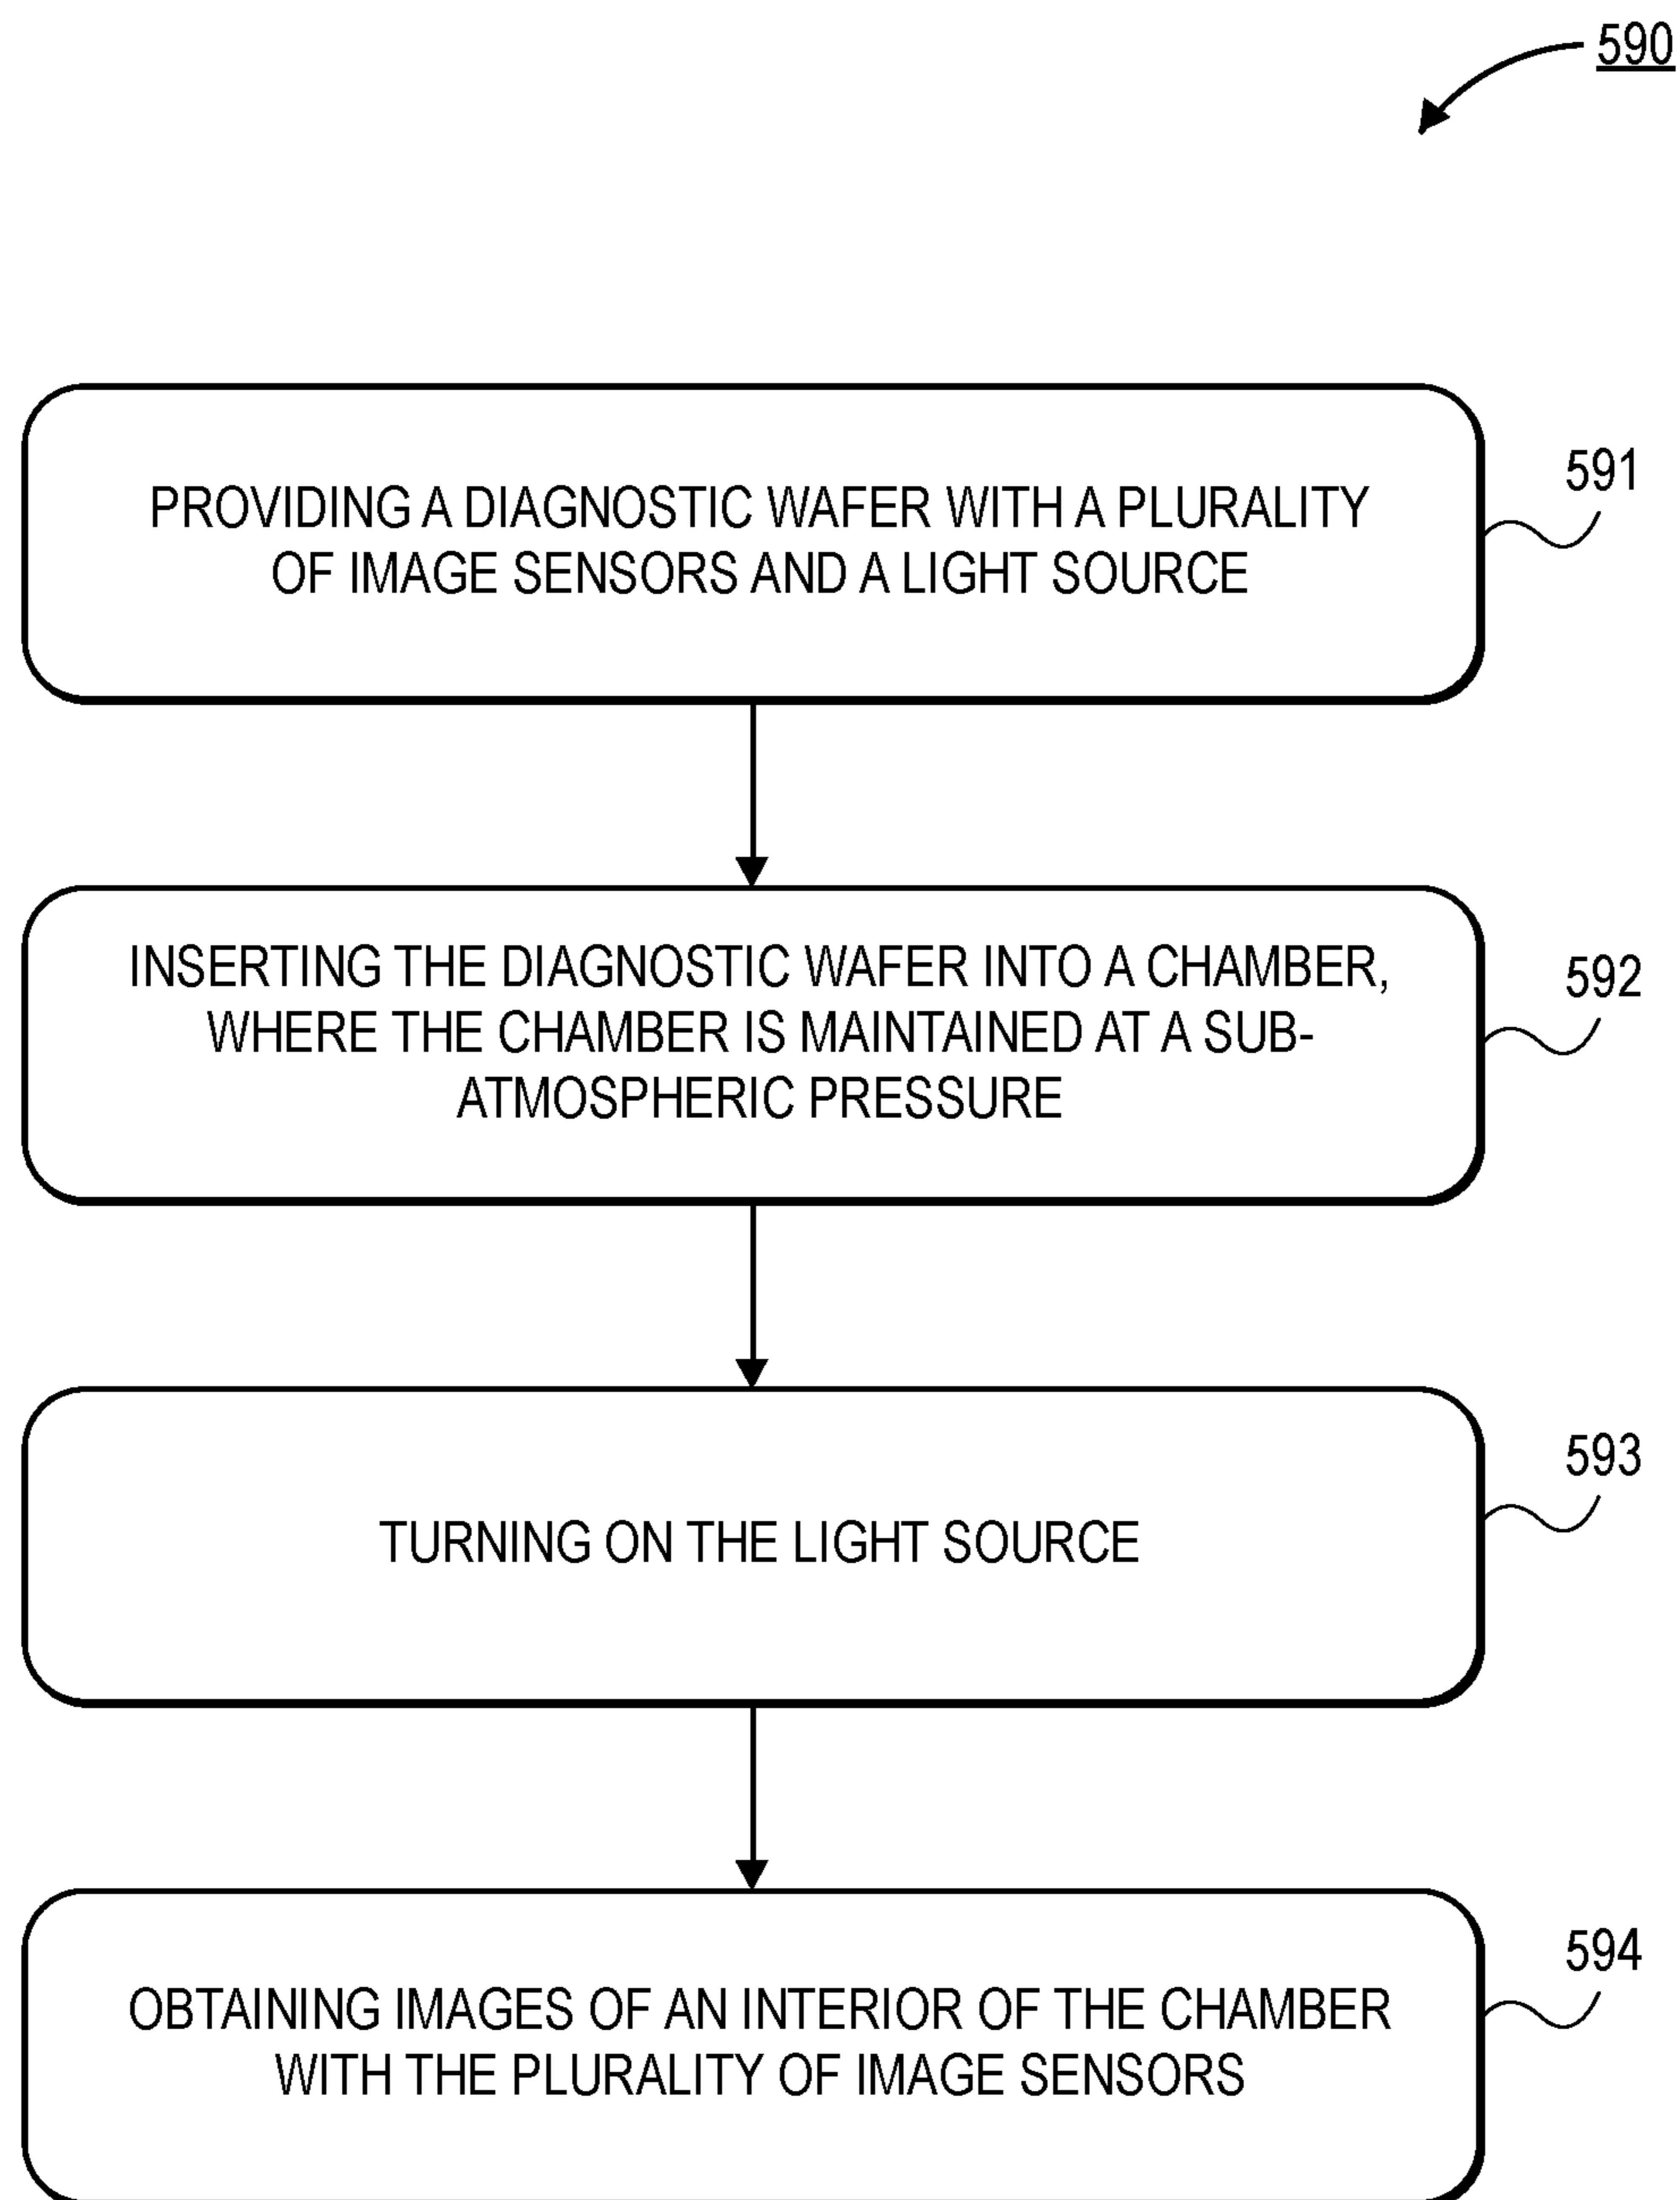 590
PROVIDING A DIAGNOSTIC WAFER WITH A PLURALITY
OF IMAGE SENSORS AND A LIGHT SOURCE
591
INSERTING THE DIAGNOSTIC WAFER INTO A CHAMBER,
WHERE THE CHAMBER IS MAINTAINED AT A SUB-
ATMOSPHERIC PRESSURE
592
TURNING ON THE LIGHT SOURCE
593
OBTAINING IMAGES OF AN INTERIOR OF THE CHAMBER
WITH THE PLURALITY OF IMAGE SENSORS
594